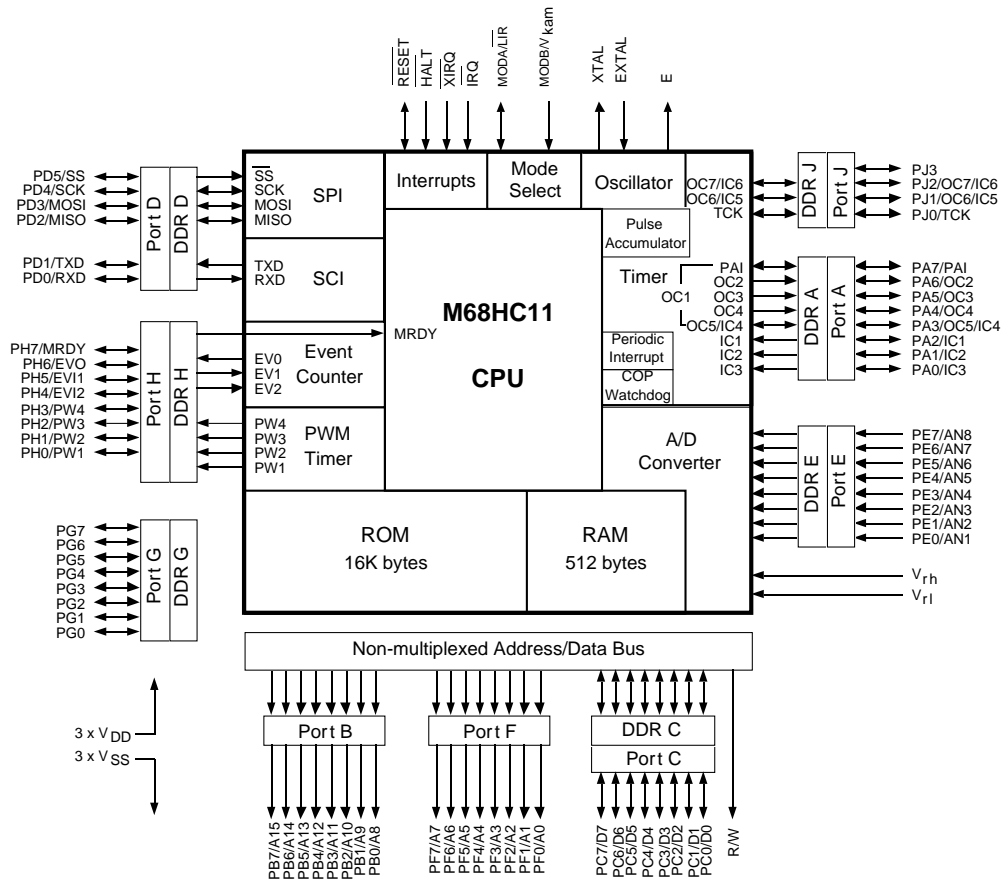 RESET
HALT
XIRQ
IRQ
MODA/LIR
MODB/Vkam
XTAL
EXTAL
E
PD5/SS
PD4/SCK
PD3/MOSI
PD2/MISO
PD1/TXD
PD0/RXD
Port D
DDR D
SS
SCK
MOSI
MISO
SPI
TXD
RXD
SCI
Interrupts
Mode
Select
Oscillator
OC7/IC6
OC6/IC5
TCK
DDR J
Port J
PJ3
PJ2/OC7/IC6
PJ1/OC6/IC5
PJ0/TCK
Pulse
Accumulator
Timer
OC1
PAI
OC2
OC3
OC4
OC5/IC4
IC1
IC2
IC3
DDR A
Port A
PA7/PAI
PA6/OC2
PA5/OC3
PA4/OC4
PA3/OC5/IC4
PA2/IC1
PA1/IC2
PA0/IC3
M68HC11
CPU
MRDY
Periodic
Interrupt
COP
Watchdog
PH7/MRDY
PH6/EVO
PH5/EVI1
PH4/EVI2
PH3/PW4
PH2/PW3
PH1/PW2
PH0/PW1
Port H
DDR H
EV0
EV1
EV2
Event
Counter
PW4
PW3
PW2
PW1
PWM
Timer
A/D
Converter
DDR E
Port E
PE7/AN8
PE6/AN7
PE5/AN6
PE4/AN5
PE3/AN4
PE2/AN3
PE1/AN2
PE0/AN1
Vrh
Vrl
PG7
PG6
PG5
PG4
PG3
PG2
PG1
PG0
Port G
DDR G
ROM
16K bytes
RAM
512 bytes
Non-multiplexed Address/Data Bus
3 x VDD
3 x VSS
Port B
Port F
DDR C
Port C
PB7/A15
PB6/A14
PB5/A13
PB4/A12
PB3/A11
PB2/A10
PB1/A9
PB0/A8
PF7/A7
PF6/A6
PF5/A5
PF4/A4
PF3/A3
PF2/A2
PF1/A1
PF0/A0
PC7/D7
PC6/D6
PC5/D5
PC4/D4
PC3/D3
PC2/D2
PC1/D1
PC0/D0
R/W